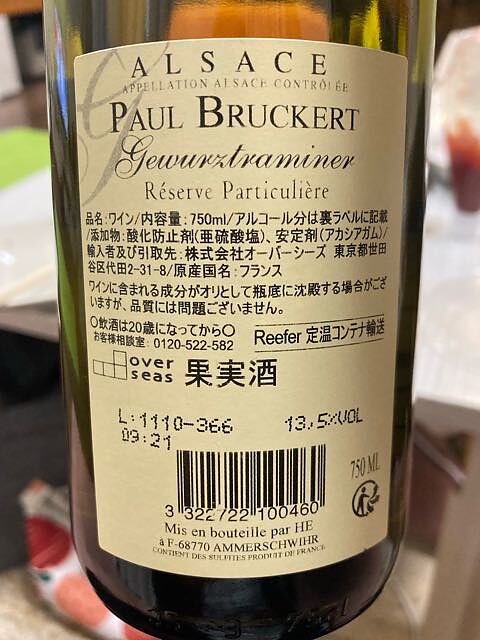 ALSACE
APPELLATION ALSACE CONTRÔLÉE
PAUL BRUCKERT
Gewurztraminer
Réserve Particulière
品名:ワイン/内容量:750ml/アルコール分は裏ラベルに記載
/添加物:酸化防止剤(亜硫酸塩)、安定剤(アカシアガム)/
輸入者及び引取先:株式会社オーバーシーズ 東京都世田
谷区代田2-31-8/原産国名:フランス
ワインに含まれる成分がオリとして瓶底に沈殿する場合がござ
いますが、品質には問題ございません。
〇飲酒は20歳になってから〇
お客様相談室:0120-522-582
Reefer 定温コンテナ輸送
over
seas
果実酒
L:1110-366 13,5%VOL
09:21
750 ML
3 322722 100460
Mis en bouteille par HE
à F-68770 AMMERSCHWIHR
CONTIENT DES SULFITES PRODUIT DE FRANCE